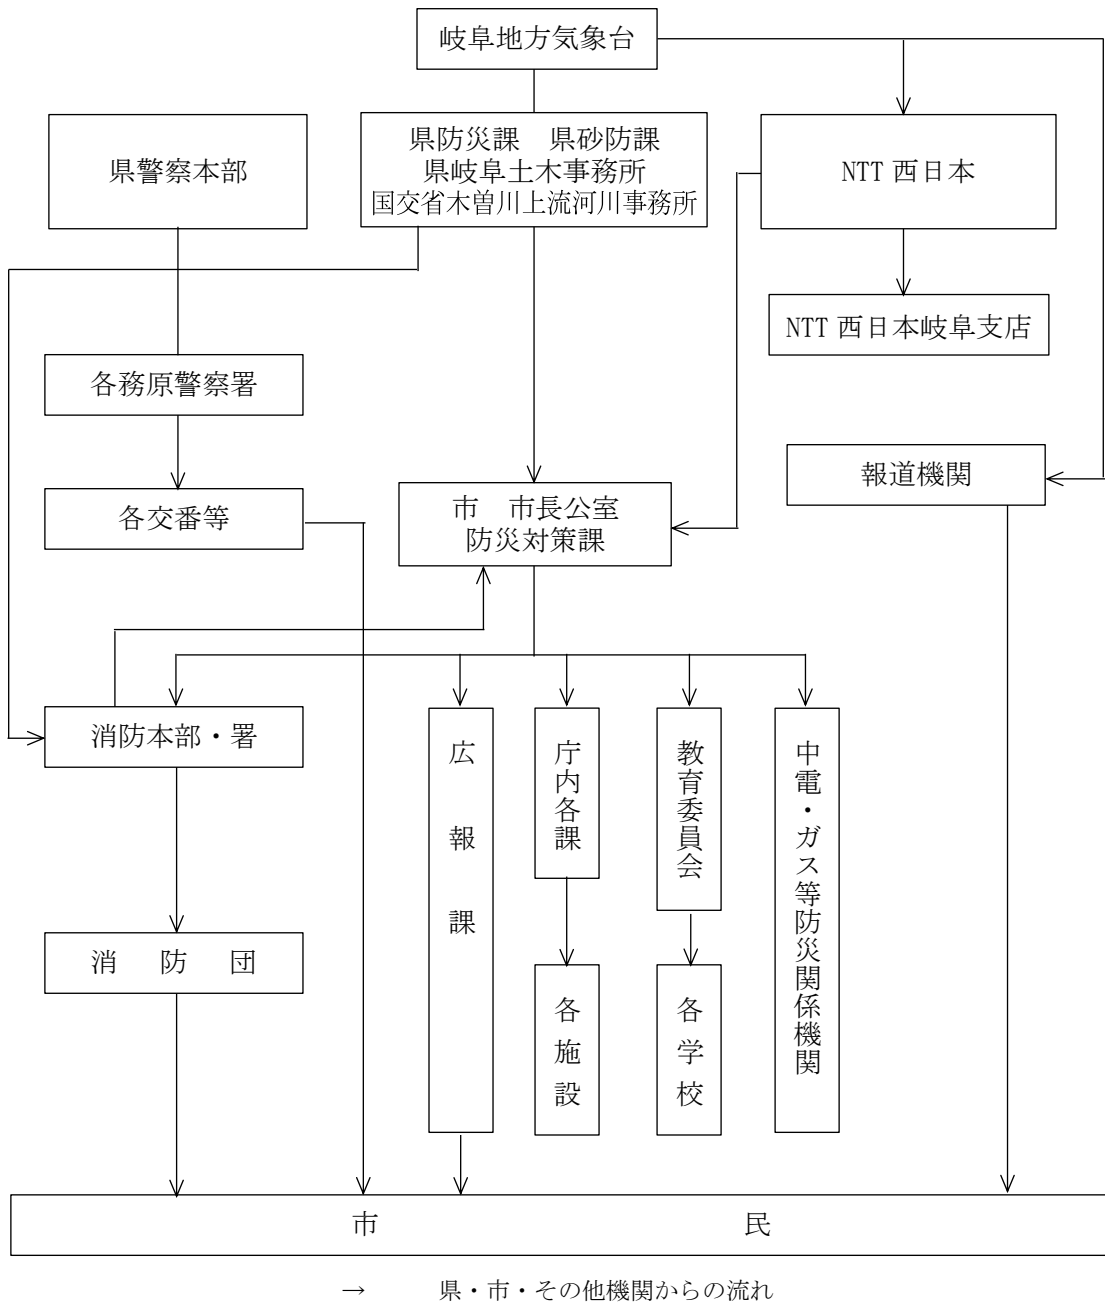 岐阜地方気象台
県警察本部
県防災課　県砂防課
県岐阜土木事務所
国交省木曽川上流河川事務所
NTT 西日本
NTT 西日本岐阜支店
各務原警察署
報道機関
各交番等
市　市長公室
防災対策課
消防本部・署
広報課
庁内各課
教育委員会
中電・ガス等防災関係機関
消　防　団
各施設
各学校
市　民
→　県・市・その他機関からの流れ